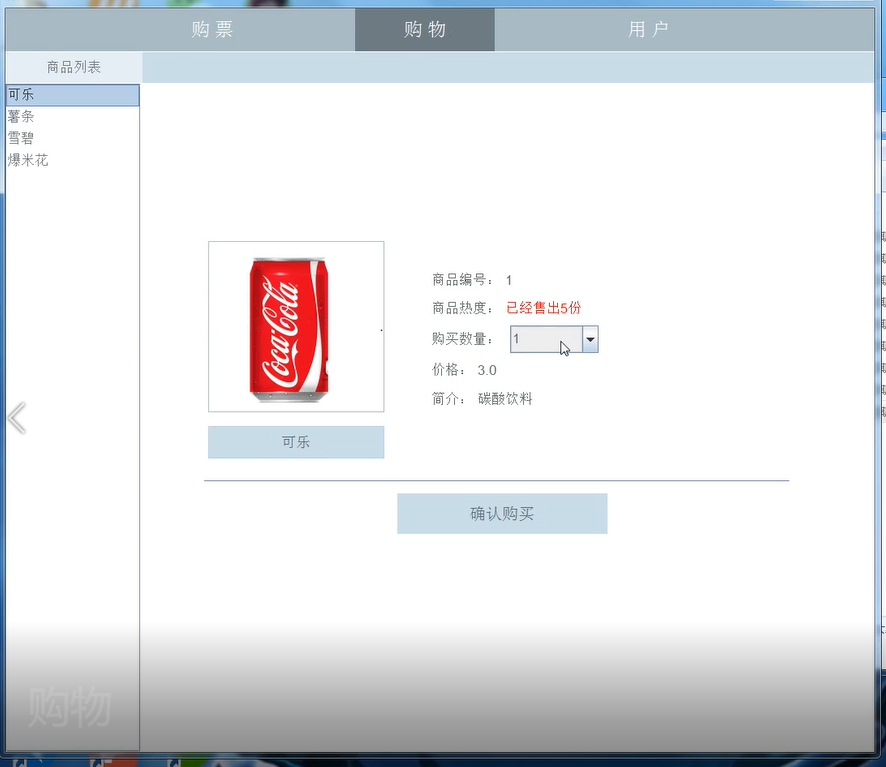 购票
购物
用户
商品列表
可乐
薯条
雪碧
爆米花
Coca-Cola
商品编号： 1
商品热度： 已经售出5份
购买数量： 1
价格： 3.0
简介： 碳酸饮料
可乐
确认购买
购物